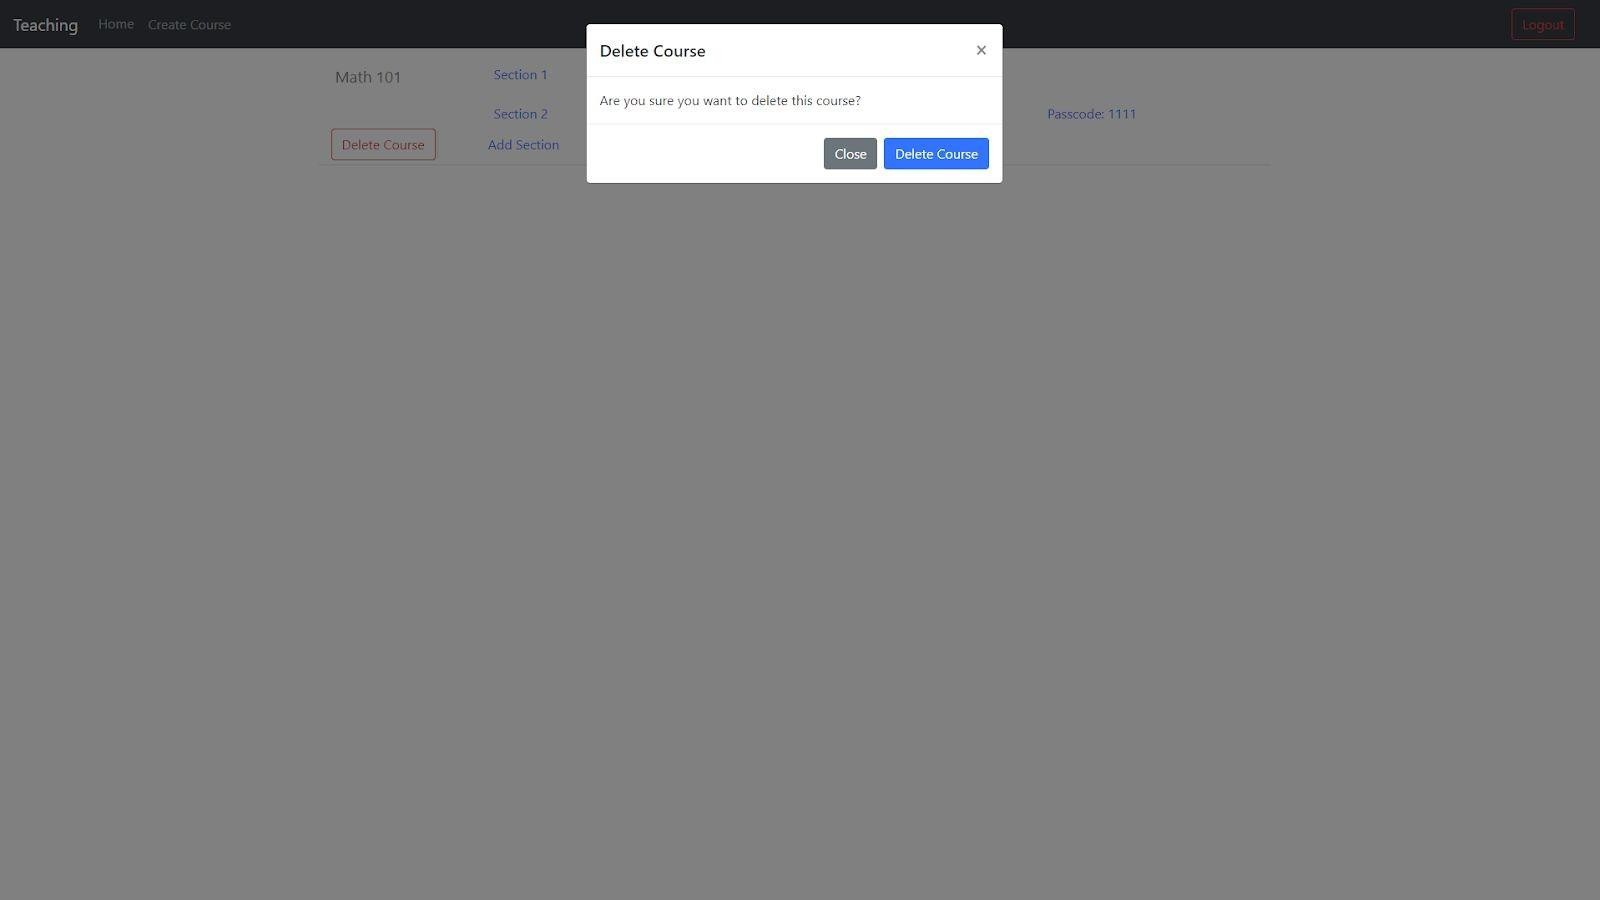 Teaching Home Create Course Logout
Delete Course ×
Math 101 Section 1
Are you sure you want to delete this course?
Section 2 Passcode: 1111
Delete Course Add Section
Close Delete Course